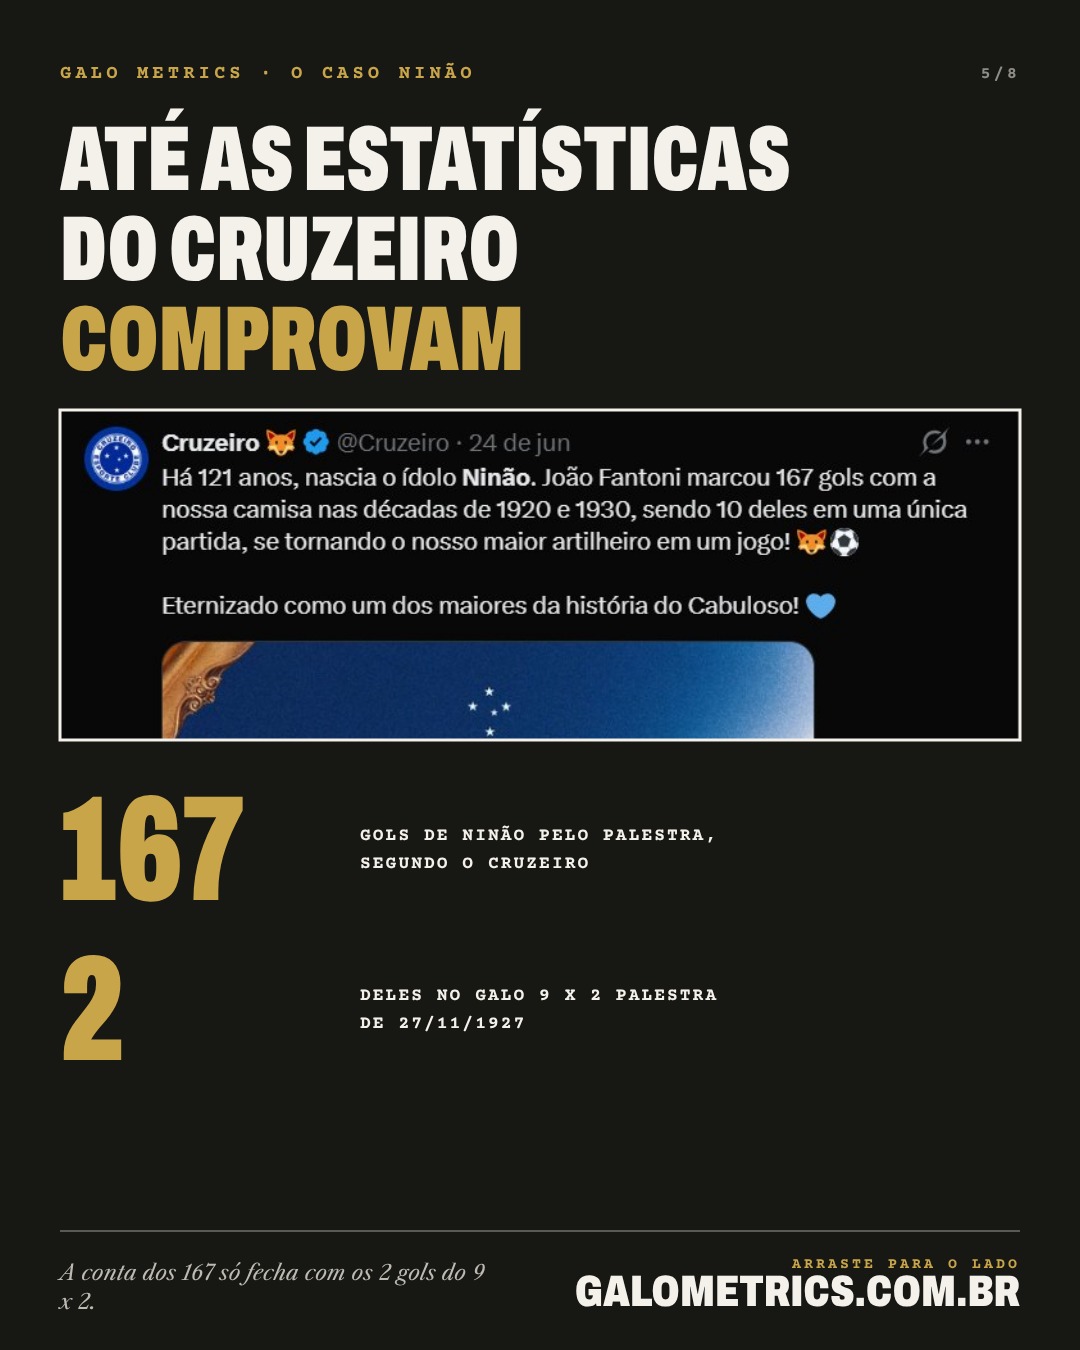 GALO METRICS · O CASO NINÃO
5/8
ATÉ AS ESTATÍSTICAS
DO CRUZEIRO
COMPROVAM
CRUZEIRO
ESPORTE CLUBE
Cruzeiro 🦊 @Cruzeiro · 24 de jun
Há 121 anos, nascia o ídolo Ninão. João Fantoni marcou 167 gols com a
nossa camisa nas décadas de 1920 e 1930, sendo 10 deles em uma única
partida, se tornando o nosso maior artilheiro em um jogo! 🦊⚽
Eternizado como um dos maiores da história do Cabuloso! 💙
167
GOLS DE NINÃO PELO PALESTRA,
SEGUNDO O CRUZEIRO
2
DELES NO GALO 9 X 2 PALESTRA
DE 27/11/1927
A conta dos 167 só fecha com os 2 gols do 9
x 2.
ARRASTE PARA O LADO
GALOMETRICS.COM.BR